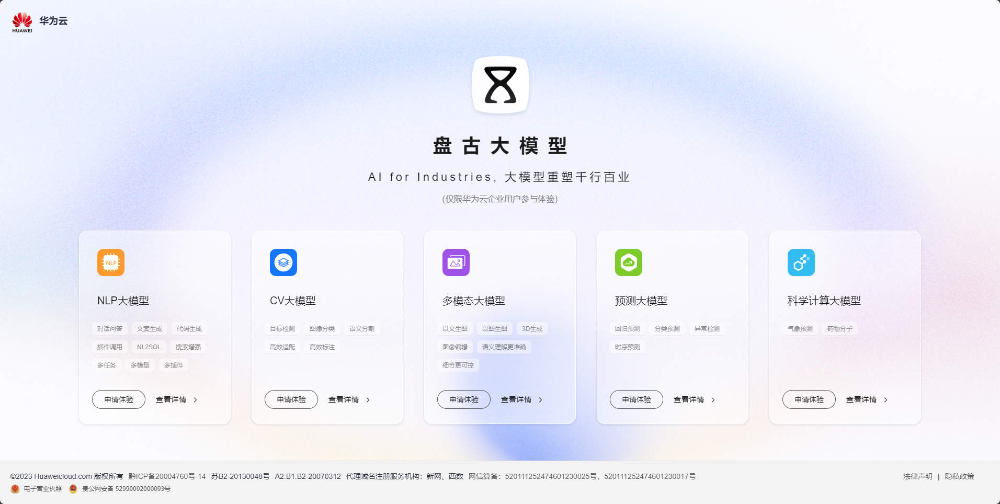 HUAWEI 华为云
盘古大模型
AI for Industries, 大模型重塑千行百业
（仅限华为云企业用户参与体验）
NLP
NLP大模型
对话问答 文案生成 代码生成
插件调用 NL2SQL 搜索增强
多任务 多模型 多插件
申请体验 查看详情
CV大模型
目标检测 图像分类 语义分割
高效适配 高效标注
申请体验 查看详情
多模态大模型
以文生图 以图生图 3D生成
图像编辑 语义理解更准确
细节更可控
申请体验 查看详情
预测大模型
回归预测 分类预测 异常检测
时序预测
申请体验 查看详情
科学计算大模型
气象预测 药物分子
申请体验 查看详情
©2023 Huaweicloud.com 版权所有 黔ICP备20004760号-14 苏B2-20130048号 A2.B1.B2-20070312 代理域名注册服务机构：新网、西数 网信算备：520111252474601230025号，520111252474601230017号 法律声明 | 隐私政策
电子营业执照 贵公网安备 52990002000093号